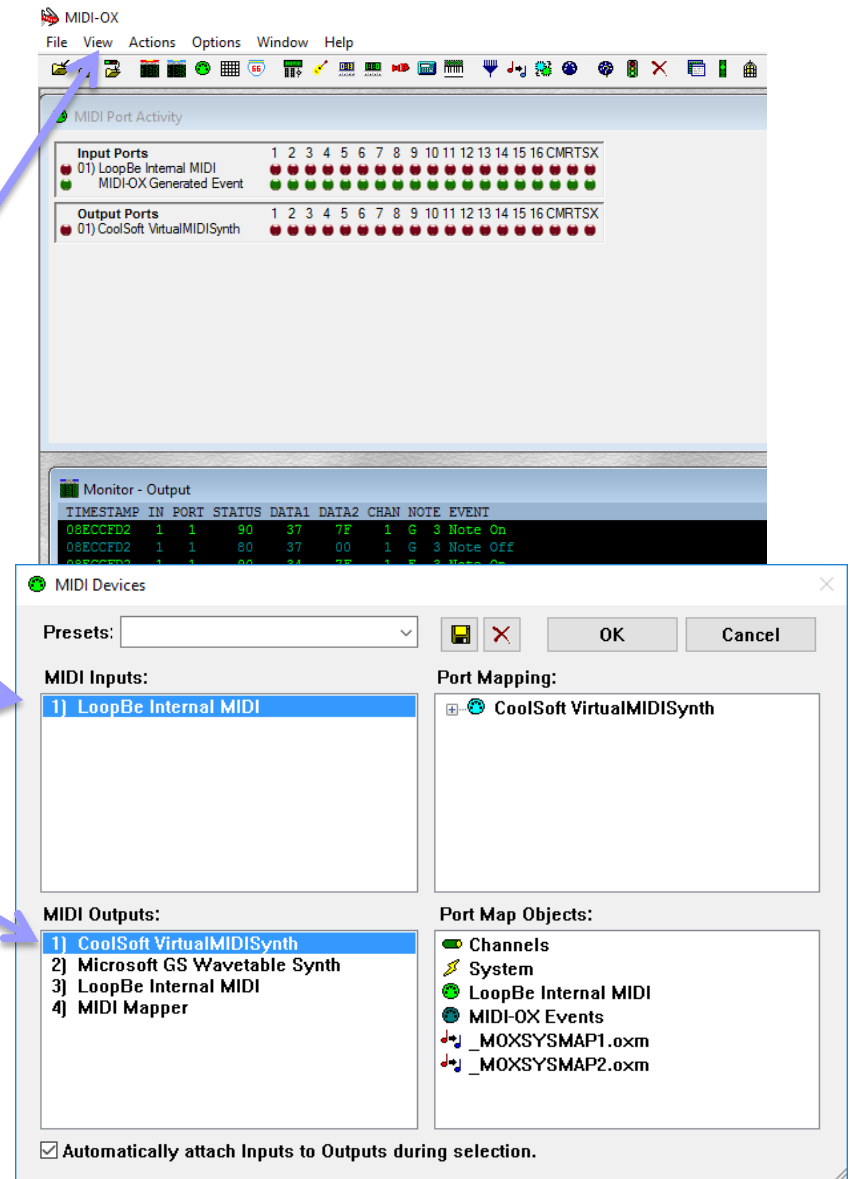 MIDI-OX
File View Actions Options Window Help
66
MIDI Port Activity
Input Ports 1 2 3 4 5 6 7 8 9 10 11 12 13 14 15 16 CMRTSX
01) LoopBe Internal MIDI
MIDI-OX Generated Event
Output Ports 1 2 3 4 5 6 7 8 9 10 11 12 13 14 15 16 CMRTSX
01) CoolSoft VirtualMIDISynth
Monitor - Output
TIMESTAMP IN PORT STATUS DATA1 DATA2 CHAN NOTE EVENT
08ECCFD2 1 1 90 37 7F 1 G 3 Note On
08ECCFD2 1 1 80 37 00 1 G 3 Note Off
MIDI Devices
Presets:
OK Cancel
MIDI Inputs: Port Mapping:
1) LoopBe Internal MIDI
CoolSoft VirtualMIDISynth
MIDI Outputs: Port Map Objects:
1) CoolSoft VirtualMIDISynth
2) Microsoft GS Wavetable Synth
3) LoopBe Internal MIDI
4) MIDI Mapper
Channels
System
LoopBe Internal MIDI
MIDI-OX Events
_MOXSYSMAP1.oxm
_MOXSYSMAP2.oxm
Automatically attach Inputs to Outputs during selection.